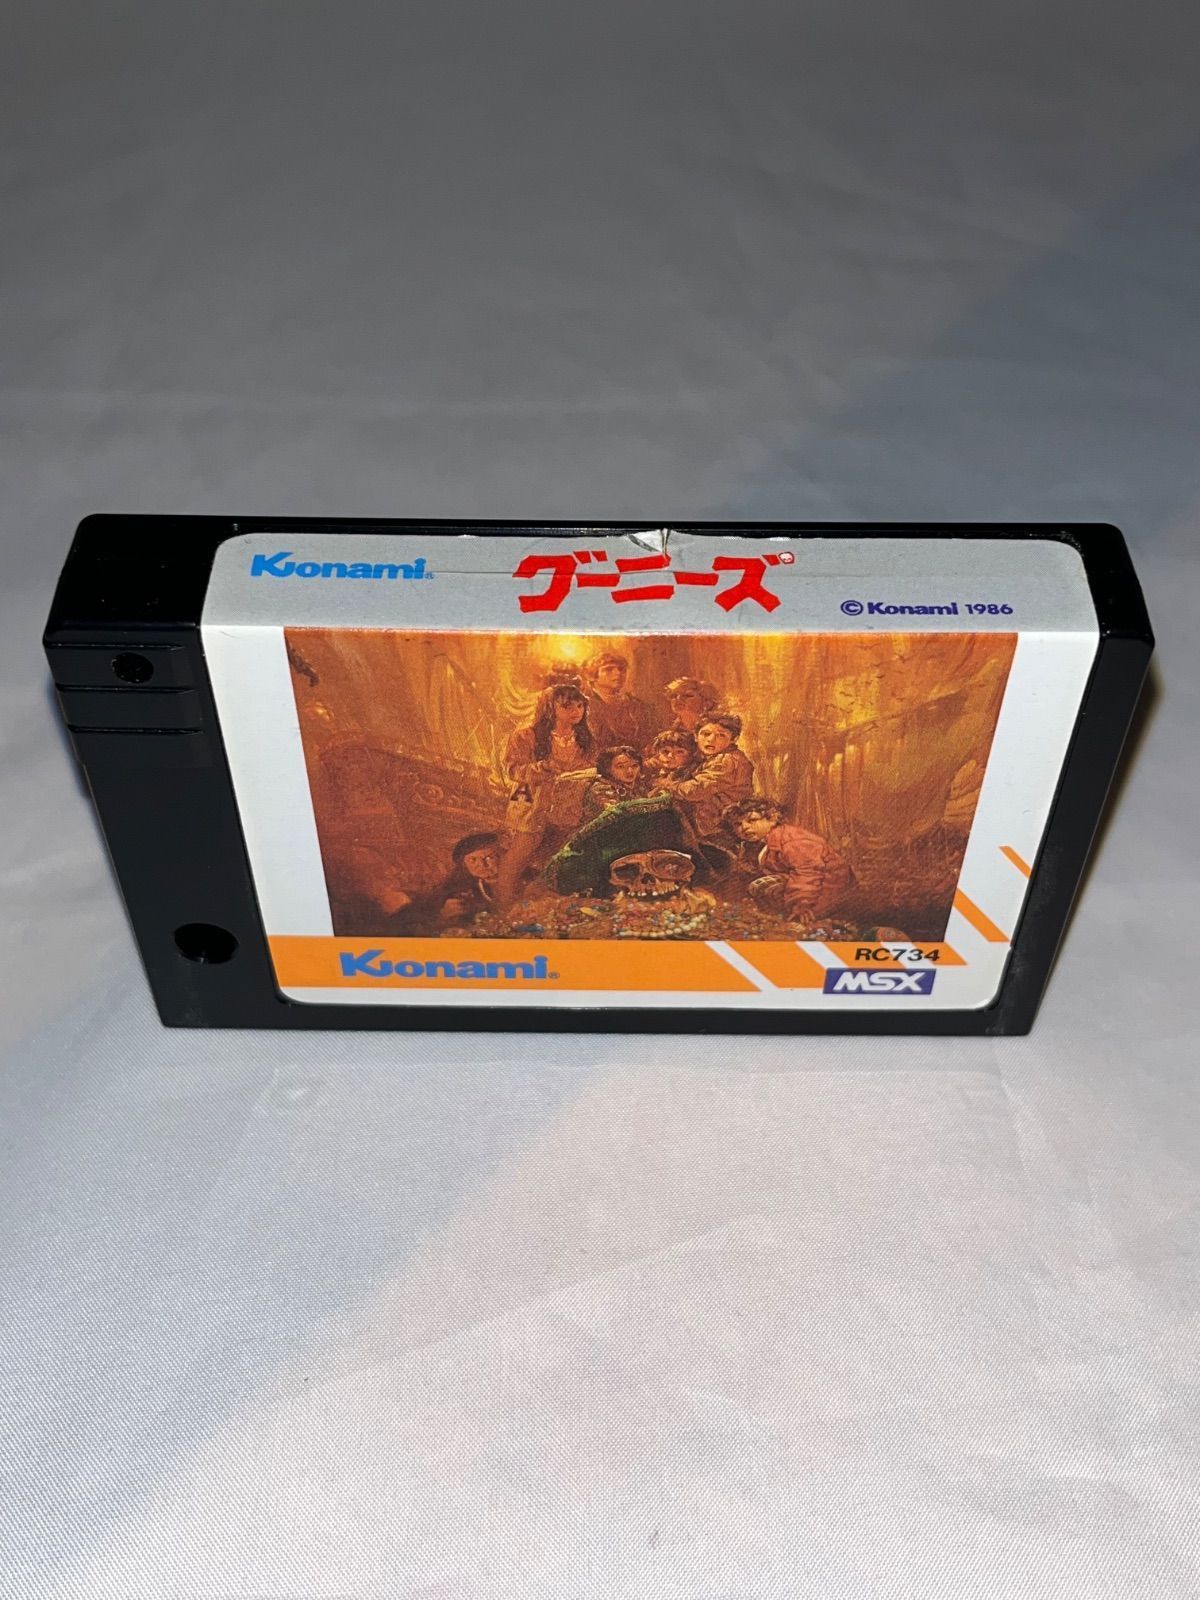 Konami®
グーニーズ
© Konami 1986
A
Konami®
RC734
MSX